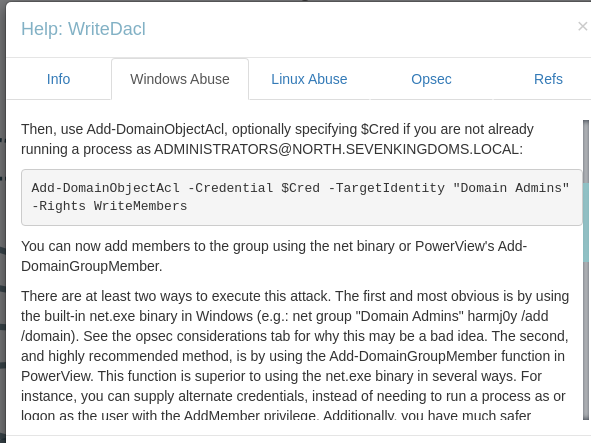 Help: WriteDacl
×
Info Windows Abuse Linux Abuse Opsec Refs
Then, use Add-DomainObjectAcl, optionally specifying $Cred if you are not already
running a process as ADMINISTRATORS@NORTH.SEVENKINGDOMS.LOCAL:
Add-DomainObjectAcl -Credential $Cred -TargetIdentity "Domain Admins"
-Rights WriteMembers
You can now add members to the group using the net binary or PowerView's Add-
DomainGroupMember.
There are at least two ways to execute this attack. The first and most obvious is by using
the built-in net.exe binary in Windows (e.g.: net group "Domain Admins" harmj0y /add
/domain). See the opsec considerations tab for why this may be a bad idea. The second,
and highly recommended method, is by using the Add-DomainGroupMember function in
PowerView. This function is superior to using the net.exe binary in several ways. For
instance, you can supply alternate credentials, instead of needing to run a process as or
logon as the user with the AddMember privilege. Additionally, you have much safer